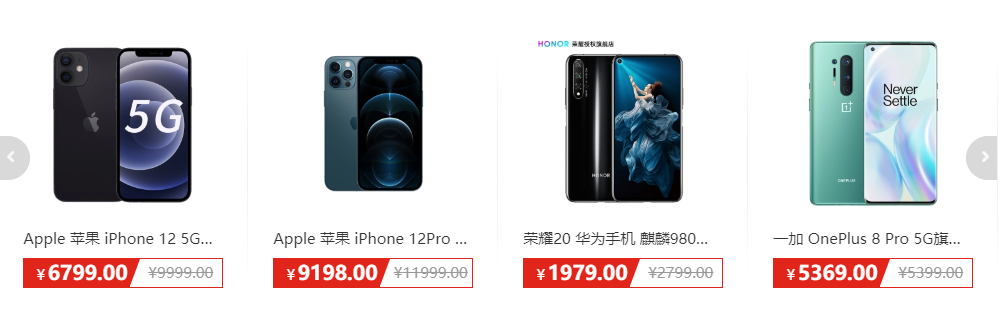 HONOR 荣耀授权旗舰店
5G
Never
Settle
HONOR
ONEPLUS
Apple 苹果 iPhone 12 5G...
Apple 苹果 iPhone 12Pro ...
荣耀20 华为手机 麒麟980...
一加 OnePlus 8 Pro 5G旗...
¥6799.00 ¥9999.00
¥9198.00 ¥11999.00
¥1979.00 ¥2799.00
¥5369.00 ¥5399.00